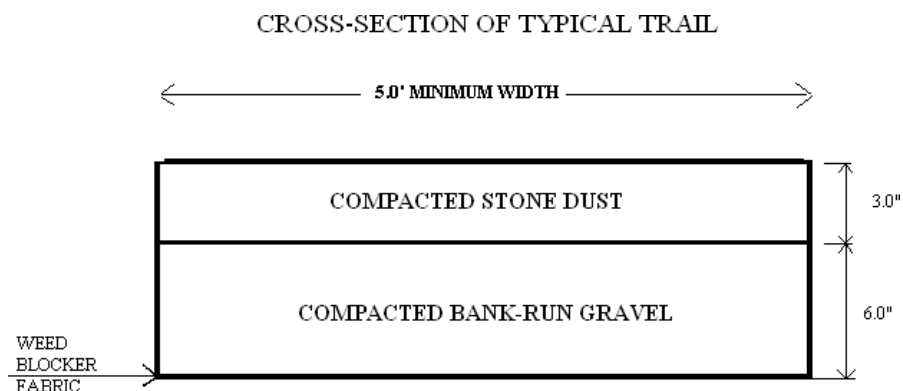 CROSS-SECTION OF TYPICAL TRAIL
5.0' MINIMUM WIDTH
COMPACTED STONE DUST
3.0"
COMPACTED BANK-RUN GRAVEL
6.0"
WEED
BLOCKER
FABRIC